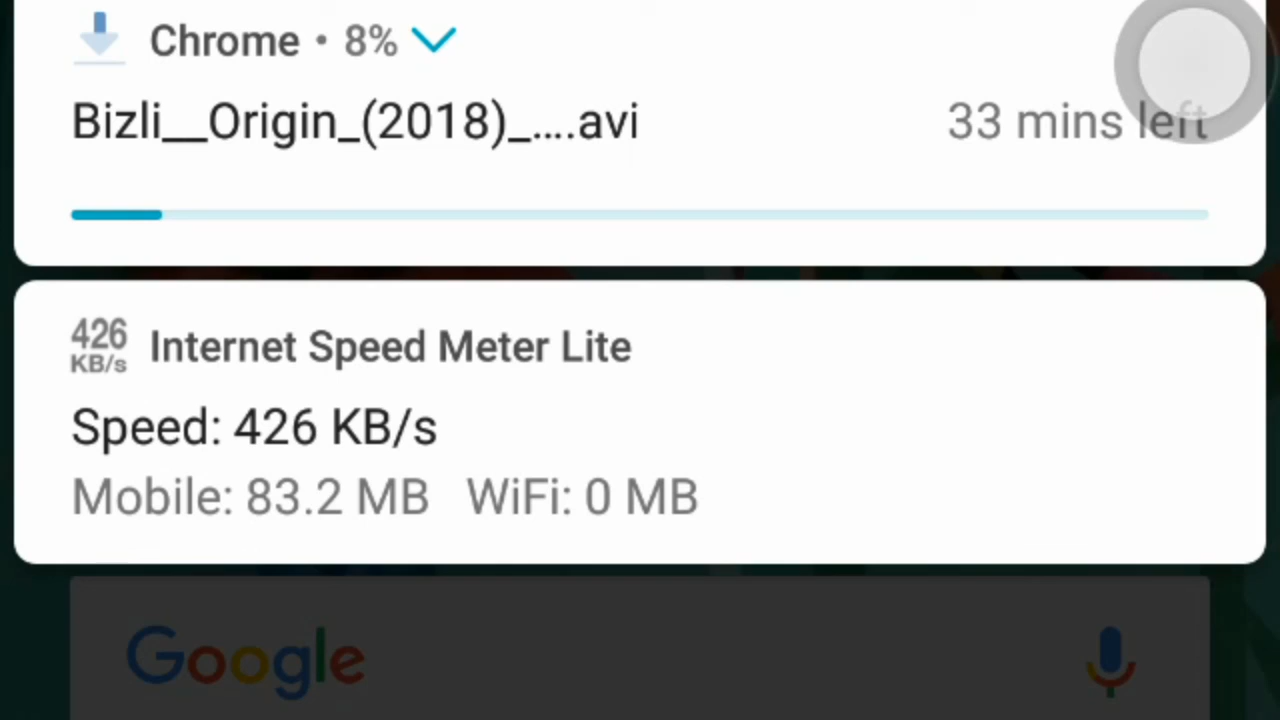 Chrome • 8%
Bizli__Origin_(2018)_....avi 33 mins left
426 KB/s Internet Speed Meter Lite
Speed: 426 KB/s
Mobile: 83.2 MB WiFi: 0 MB
Google